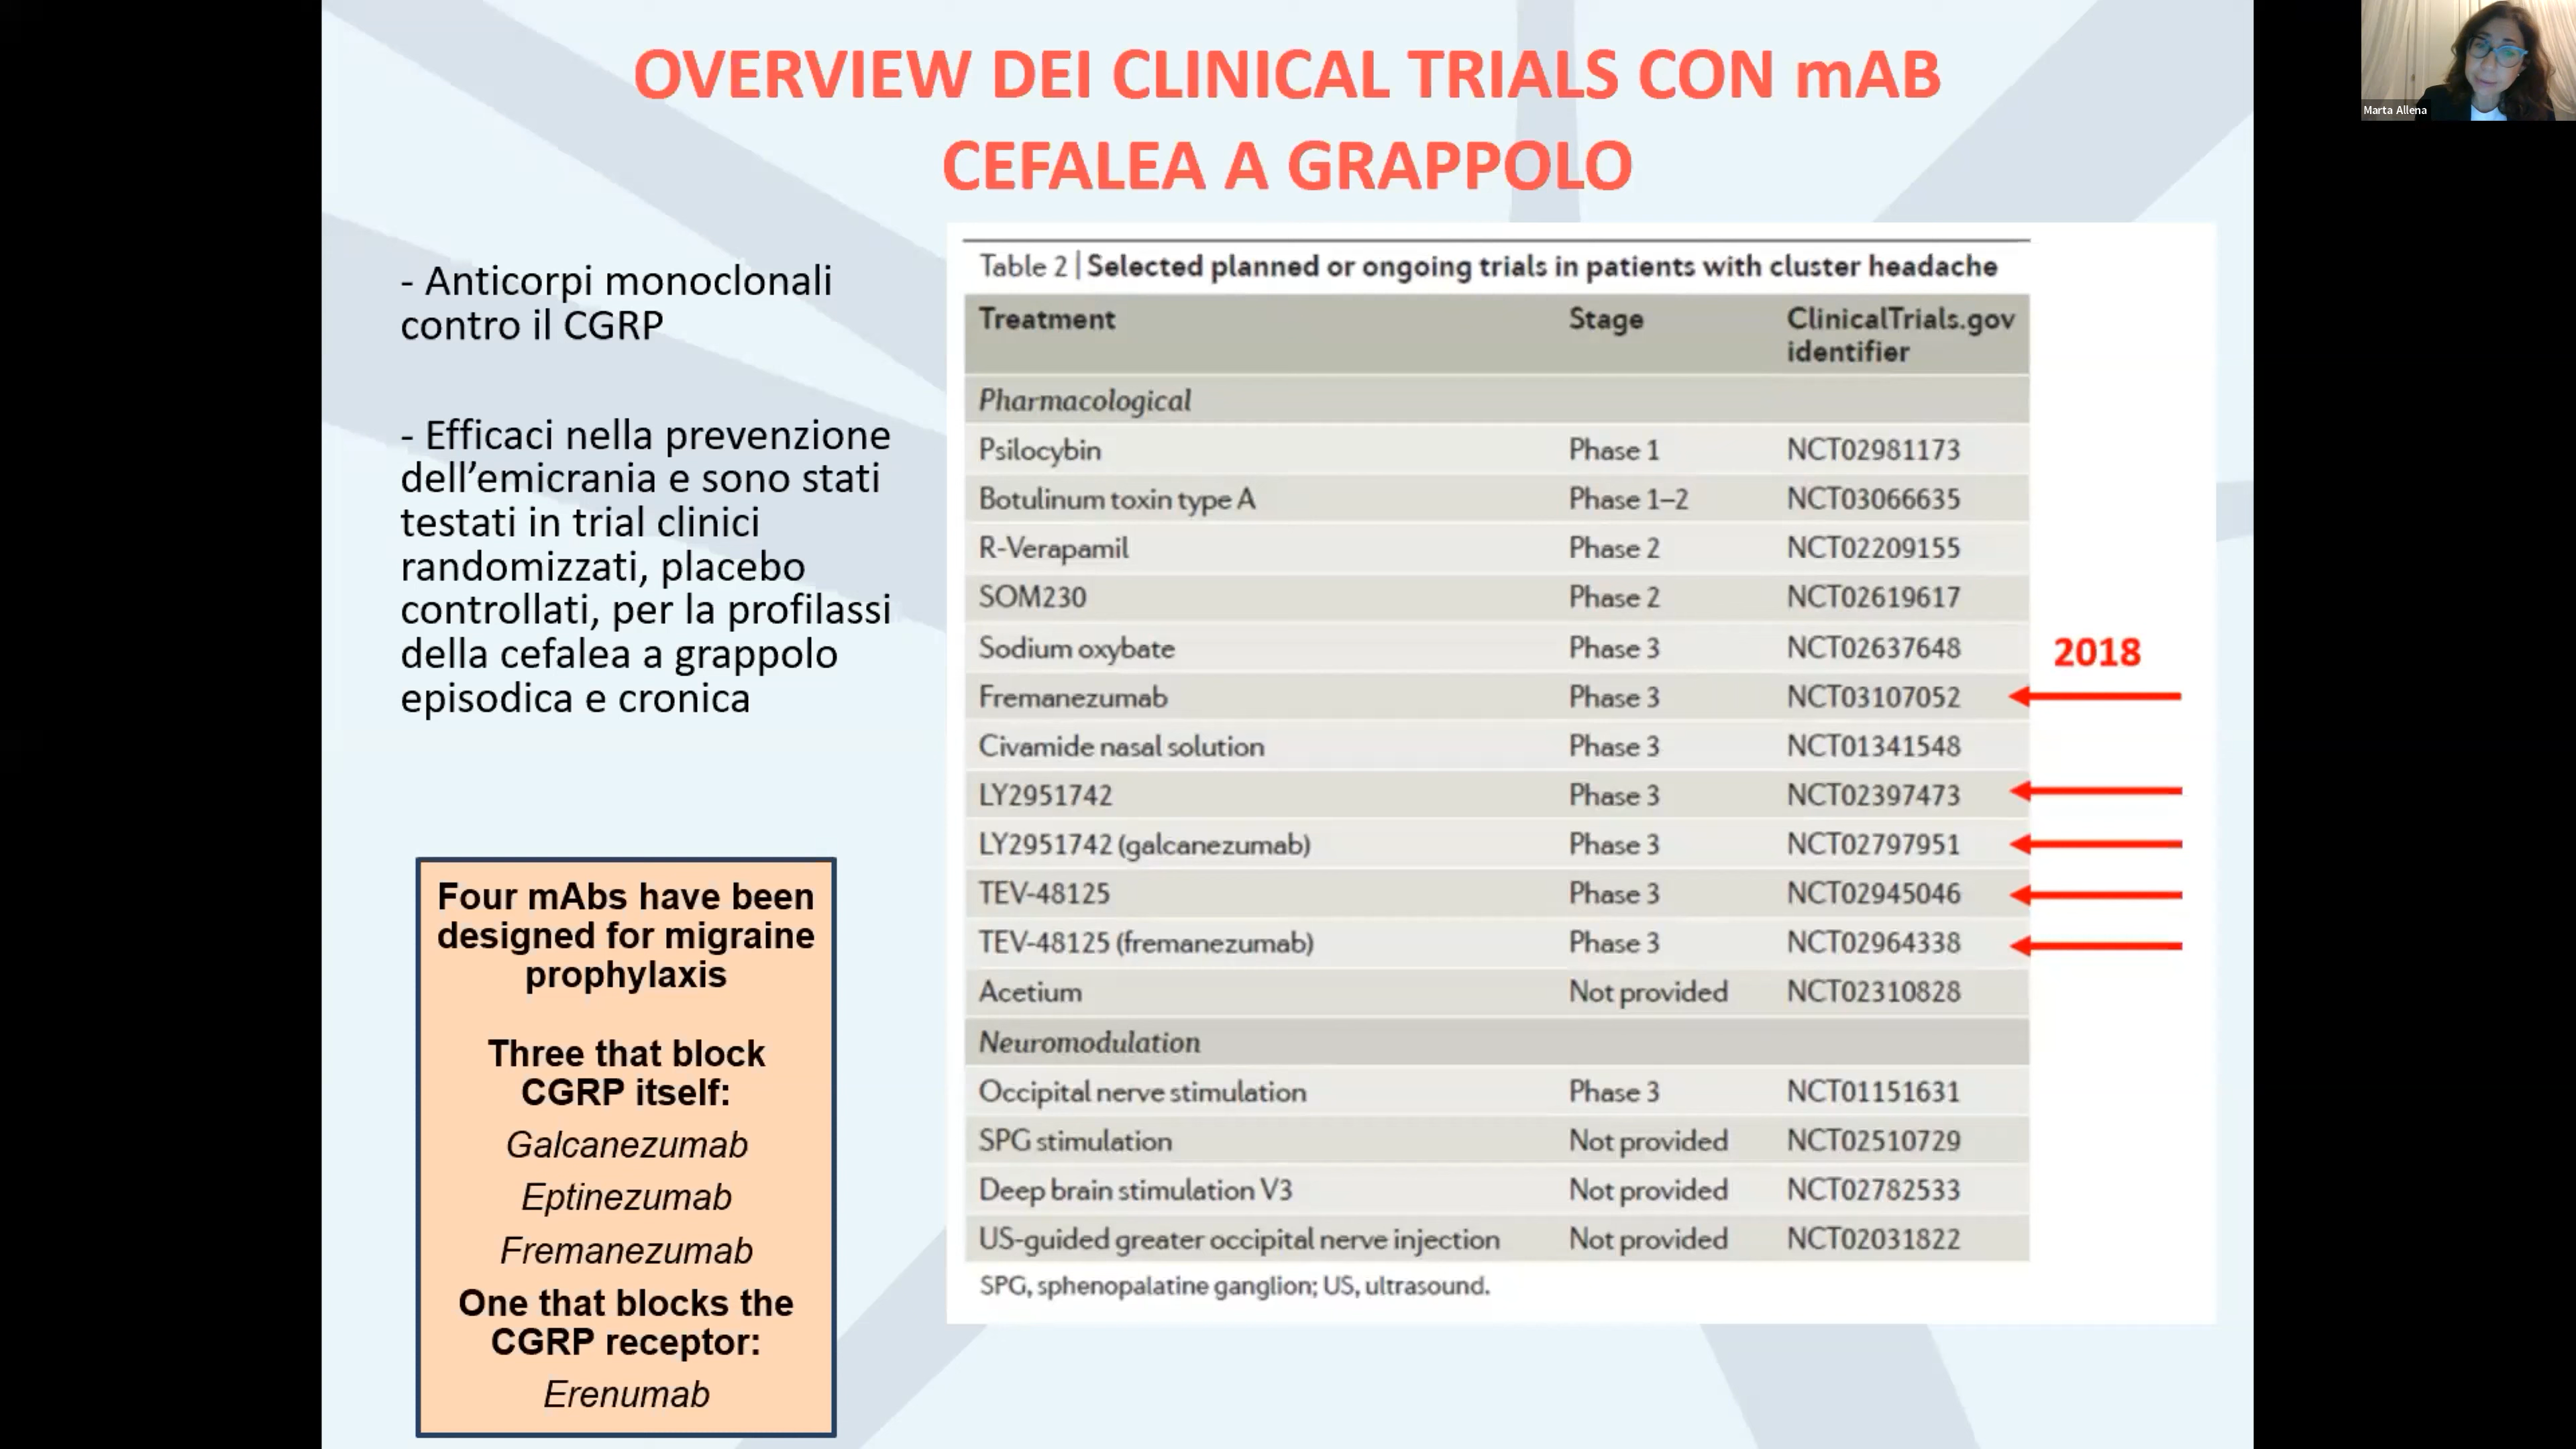 OVERVIEW DEI CLINICAL TRIALS CON mAB
CEFALEA A GRAPPOLO
Marta Allena
- Anticorpi monoclonali
contro il CGRP
- Efficaci nella prevenzione
dell’emicrania e sono stati
testati in trial clinici
randomizzati, placebo
controllati, per la profilassi
della cefalea a grappolo
episodica e cronica
Four mAbs have been
designed for migraine
prophylaxis
Three that block
CGRP itself:
Galcanezumab
Eptinezumab
Fremanezumab
One that blocks the
CGRP receptor:
Erenumab
Table 2 | Selected planned or ongoing trials in patients with cluster headache
Treatment Stage ClinicalTrials.gov
identifier
Pharmacological
Psilocybin Phase 1 NCT02981173
Botulinum toxin type A Phase 1–2 NCT03066635
R-Verapamil Phase 2 NCT02209155
SOM230 Phase 2 NCT02619617
Sodium oxybate Phase 3 NCT02637648
2018
Fremanezumab Phase 3 NCT03107052
Civamide nasal solution Phase 3 NCT01341548
LY2951742 Phase 3 NCT02397473
LY2951742 (galcanezumab) Phase 3 NCT02797951
TEV-48125 Phase 3 NCT02945046
TEV-48125 (fremanezumab) Phase 3 NCT02964338
Acetium Not provided NCT02310828
Neuromodulation
Occipital nerve stimulation Phase 3 NCT01151631
SPG stimulation Not provided NCT02510729
Deep brain stimulation V3 Not provided NCT02782533
US-guided greater occipital nerve injection Not provided NCT02031822
SPG, sphenopalatine ganglion; US, ultrasound.